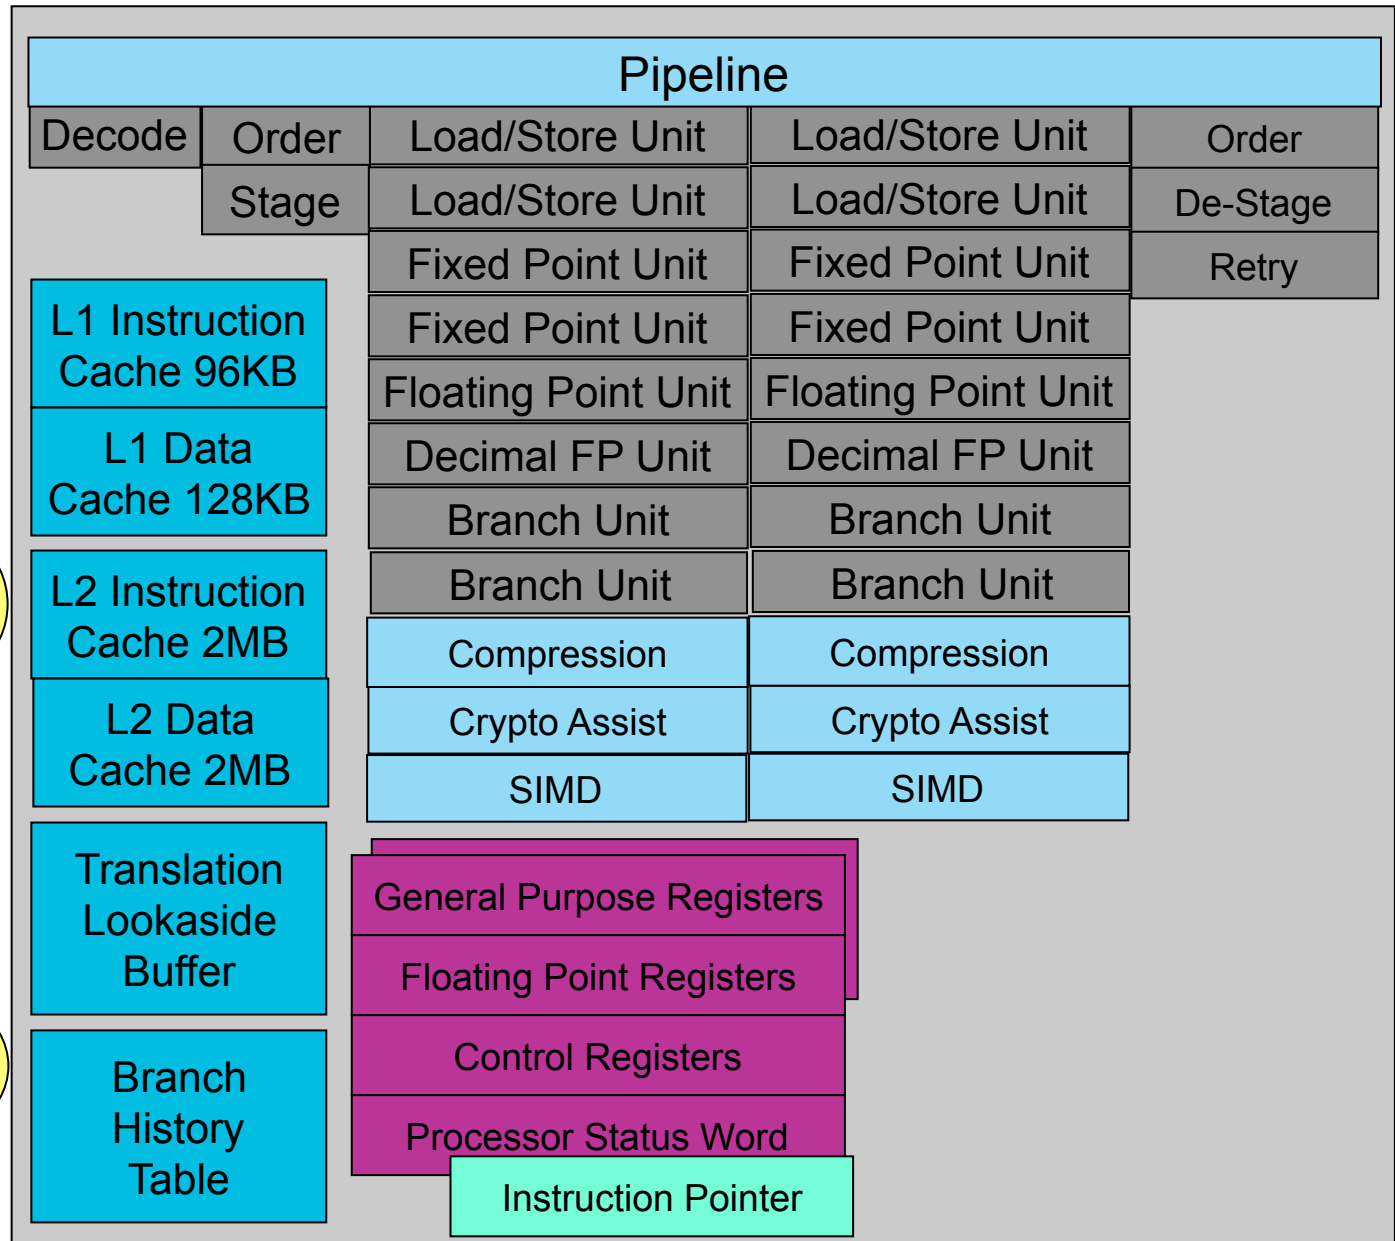 Pipeline
Decode
Order
Load/Store Unit
Load/Store Unit
Order
Stage
Load/Store Unit
Load/Store Unit
De-Stage
Fixed Point Unit
Fixed Point Unit
Retry
Fixed Point Unit
Fixed Point Unit
Floating Point Unit
Floating Point Unit
Decimal FP Unit
Decimal FP Unit
Branch Unit
Branch Unit
Branch Unit
Branch Unit
Compression
Compression
Crypto Assist
Crypto Assist
SIMD
SIMD
L1 Instruction
Cache 96KB
L1 Data
Cache 128KB
L2 Instruction
Cache 2MB
L2 Data
Cache 2MB
Translation
Lookaside
Buffer
Branch
History
Table
General Purpose Registers
Floating Point Registers
Control Registers
Processor Status Word
Instruction Pointer